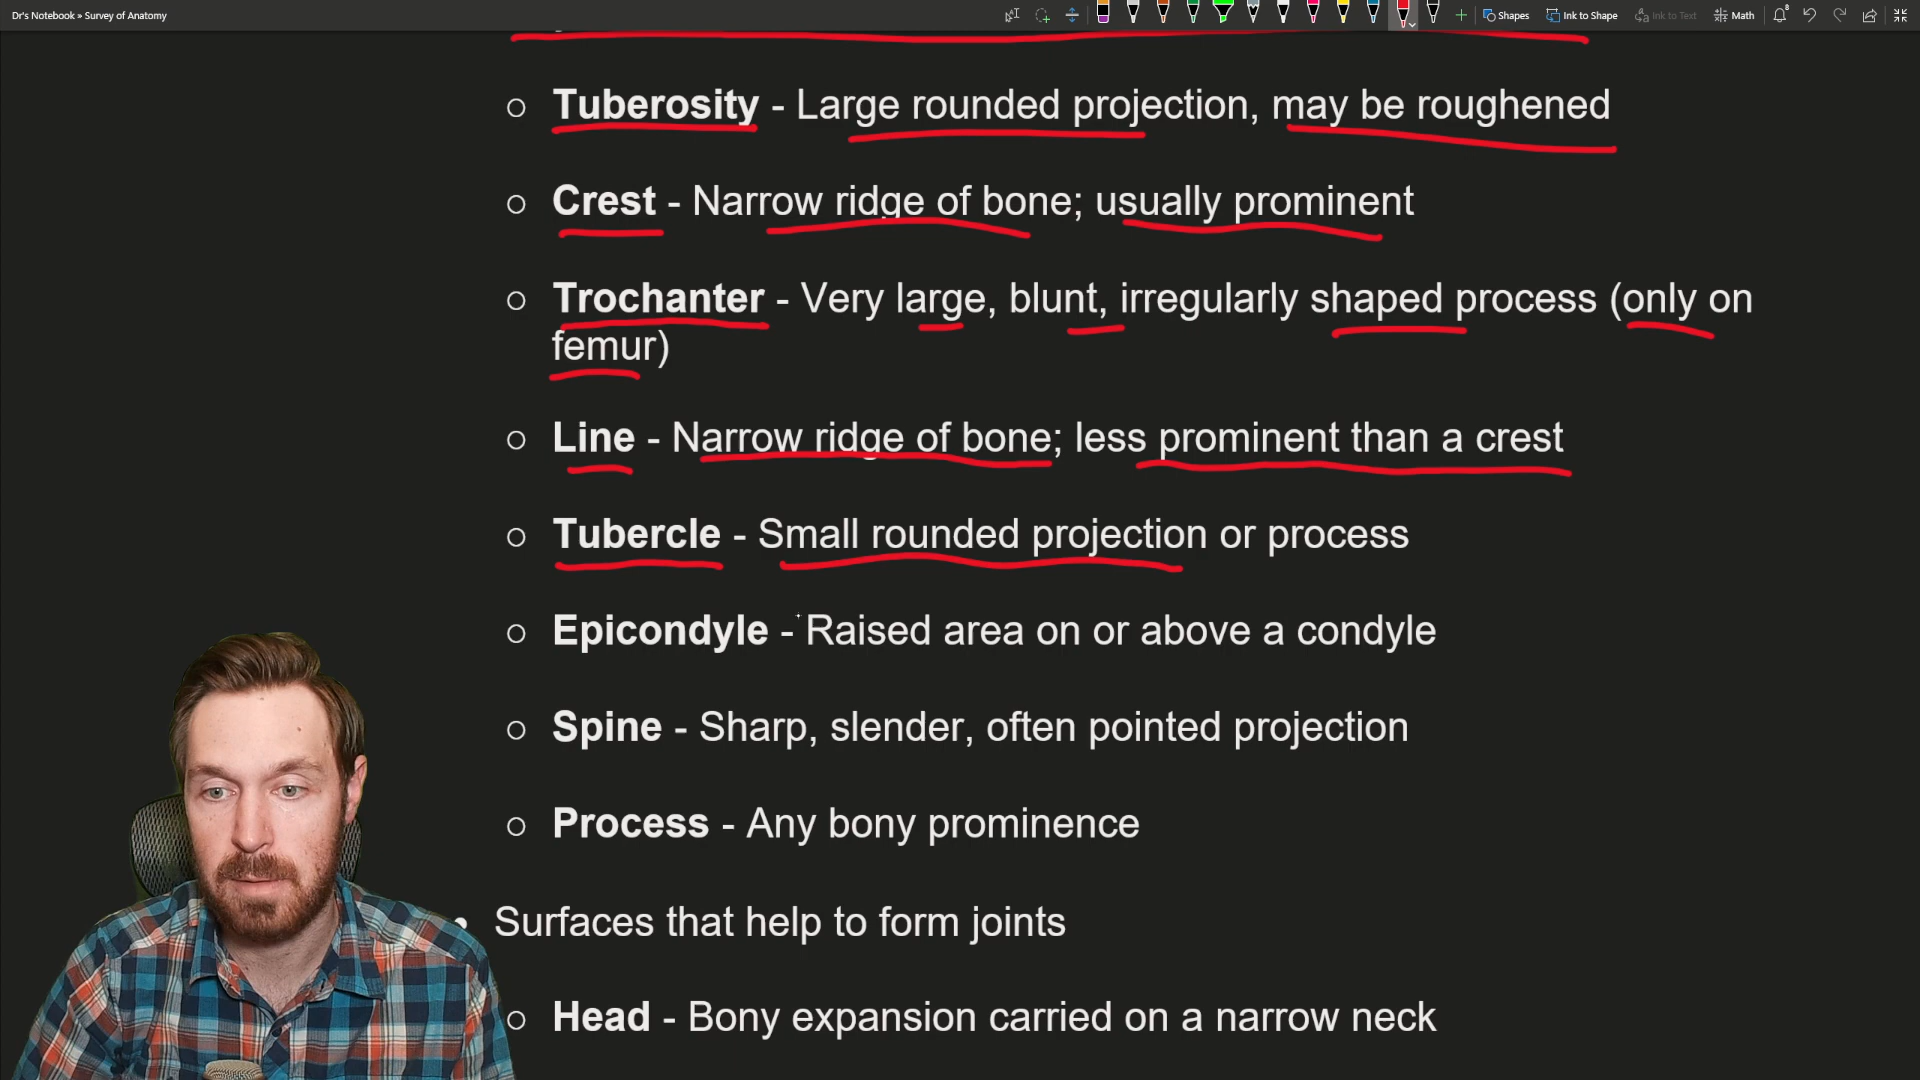 Dr's Notebook » Survey of Anatomy
Shapes Ink to Shape Ink to Text Math
Tuberosity - Large rounded projection, may be roughened
Crest - Narrow ridge of bone; usually prominent
Trochanter - Very large, blunt, irregularly shaped process (only on
femur)
Line - Narrow ridge of bone; less prominent than a crest
Tubercle - Small rounded projection or process
Epicondyle - Raised area on or above a condyle
Spine - Sharp, slender, often pointed projection
Process - Any bony prominence
Surfaces that help to form joints
Head - Bony expansion carried on a narrow neck